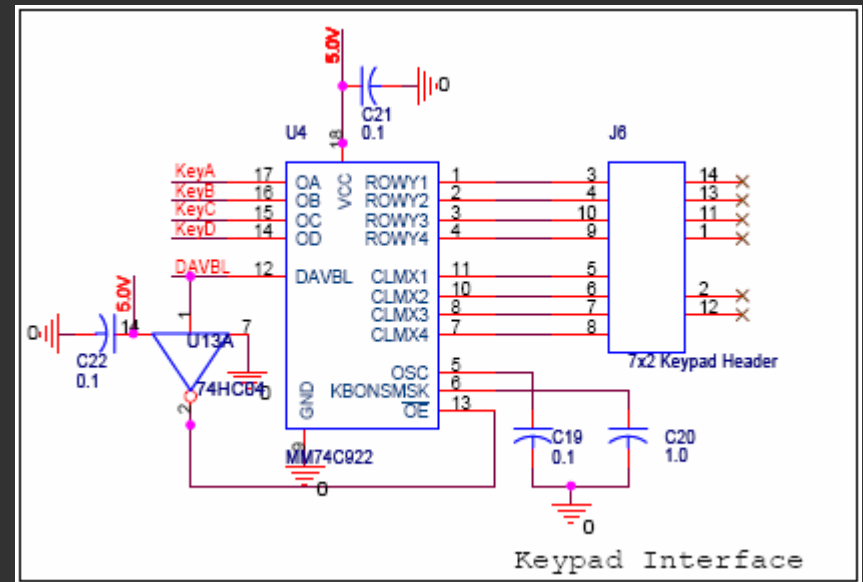 5.0V
C21
0.1
0
U4
J6
18
VCC
KeyA 17 OA ROWY1 1 3 14
KeyB 16 OB ROWY2 2 4 13
KeyC 15 OC ROWY3 3 10 11
KeyD 14 OD ROWY4 4 9 1
DAVBL 12 DAVBL CLMX1 11 5
CLMX2 10 6 2
CLMX3 8 7 12
CLMX4 7 8
5.0V
0
14
1
7
U13A
C22
0.1
74HC04
0
2
7x2 Keypad Header
OSC 5
KBONSMSK 6
OE 13
GND
9
MM74C922
0
C19
0.1
C20
1.0
0
Keypad Interface